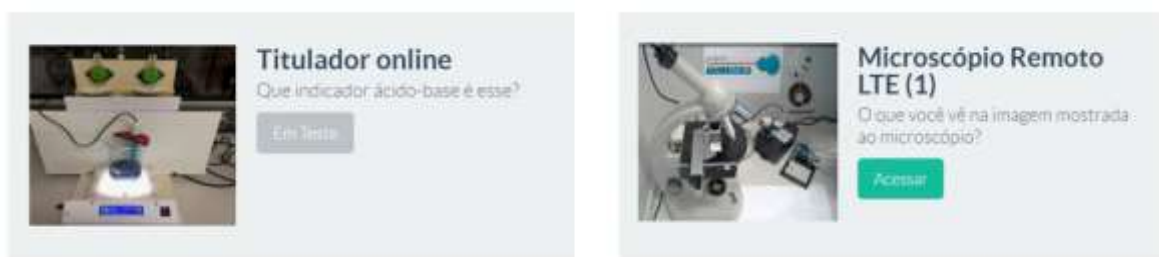 Titulador online
Que indicador ácido-base é esse?
Em Teste
Microscópio Remoto
LTE (1)
O que você vê na imagem mostrada
ao microscópio?
Acessar